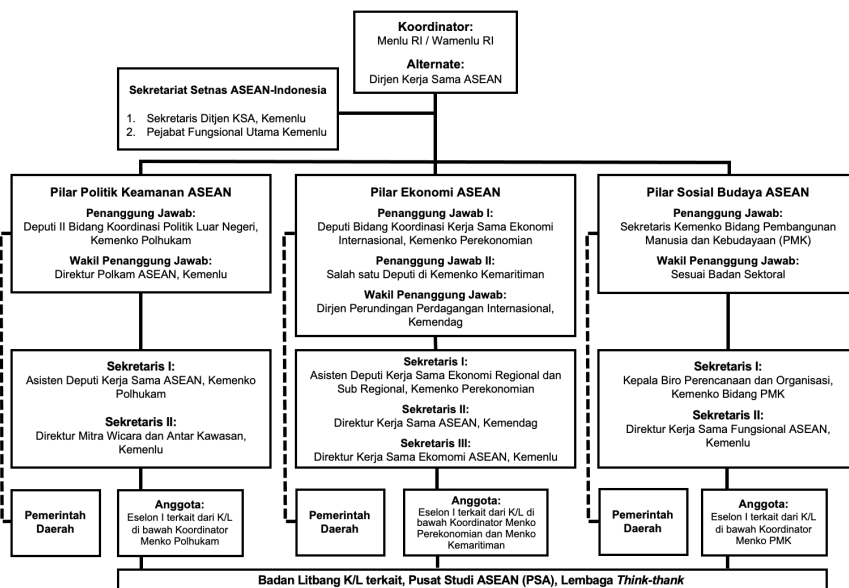 Koordinator:
Menlu RI / Wamenlu RI
Alternate:
Dirjen Kerja Sama ASEAN
Sekretariat Setnas ASEAN-Indonesia
1. Sekretaris Ditjen KSA, Kemenlu
2. Pejabat Fungsional Utama Kemenlu
Pilar Politik Keamanan ASEAN
Penanggung Jawab:
Deputi II Bidang Koordinasi Politik Luar Negeri,
Kemenko Polhukam
Wakil Penanggung Jawab:
Direktur Polkam ASEAN, Kemenlu
Pilar Ekonomi ASEAN
Penanggung Jawab I:
Deputi Bidang Koordinasi Kerja Sama Ekonomi
Internasional, Kemenko Perekonomian
Penanggung Jawab II:
Salah satu Deputi di Kemenko Kemaritiman
Wakil Penanggung Jawab:
Dirjen Perundingan Perdagangan Internasional,
Kemendag
Pilar Sosial Budaya ASEAN
Penanggung Jawab:
Sekretaris Kemenko Bidang Pembangunan
Manusia dan Kebudayaan (PMK)
Wakil Penanggung Jawab:
Sesuai Badan Sektoral
Sekretaris I:
Asisten Deputi Kerja Sama ASEAN, Kemenko
Polhukam
Sekretaris II:
Direktur Mitra Wicara dan Antar Kawasan,
Kemenlu
Sekretaris I:
Asisten Deputi Kerja Sama Ekonomi Regional dan
Sub Regional, Kemenko Perekonomian
Sekretaris II:
Direktur Kerja Sama ASEAN, Kemendag
Sekretaris III:
Direktur Kerja Sama Ekomomi ASEAN, Kemenlu
Sekretaris I:
Kepala Biro Perencanaan dan Organisasi,
Kemenko Bidang PMK
Sekretaris II:
Direktur Kerja Sama Fungsional ASEAN,
Kemenlu
Pemerintah
Daerah
Anggota:
Eselon I terkait dari K/L
di bawah Koordinator
Menko Polhukam
Pemerintah
Daerah
Anggota:
Eselon I terkait dari K/L di
bawah Koordinator Menko
Perekonomian dan Menko
Kemaritiman
Pemerintah
Daerah
Anggota:
Eselon I terkait dari K/L
di bawah Koordinator
Menko PMK
Badan Litbang K/L terkait, Pusat Studi ASEAN (PSA), Lembaga Think-thank